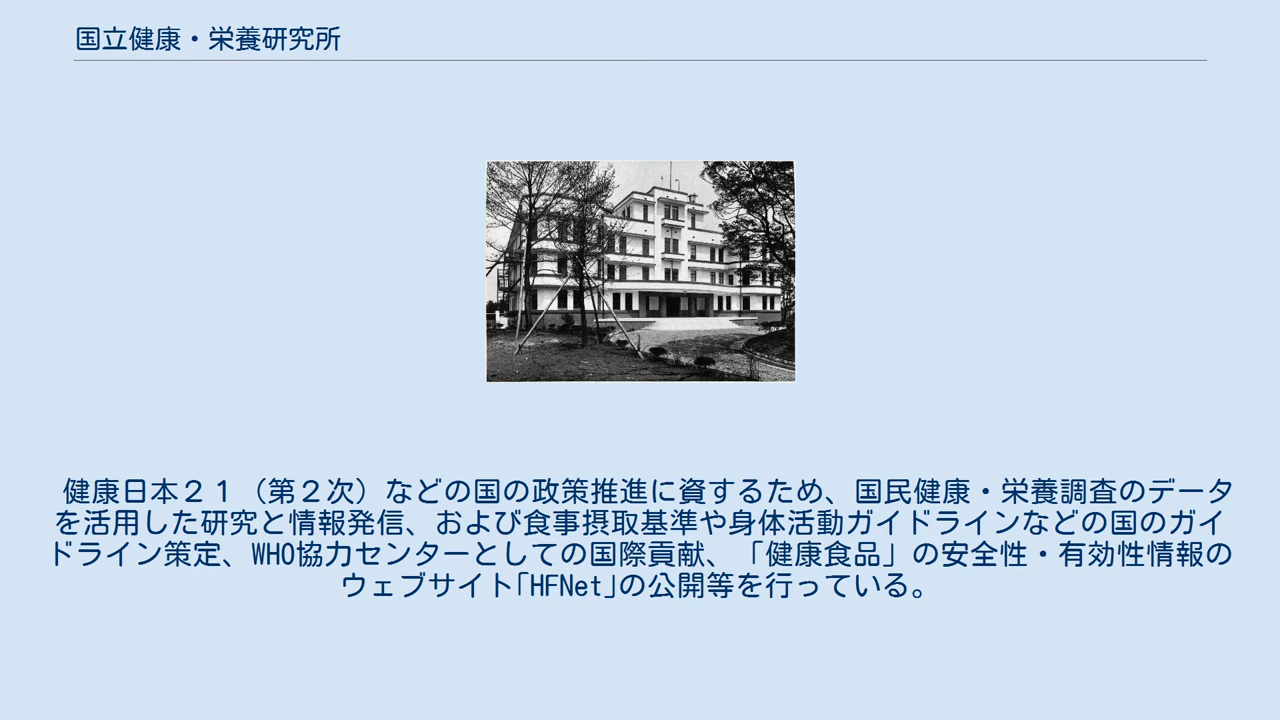 国立健康・栄養研究所
健康日本２１（第２次）などの国の政策推進に資するため、国民健康・栄養調査のデータ
を活用した研究と情報発信、および食事摂取基準や身体活動ガイドラインなどの国のガイ
ドライン策定、WHO協力センターとしての国際貢献、「健康食品」の安全性・有効性情報の
ウェブサイト｢HFNet｣の公開等を行っている。